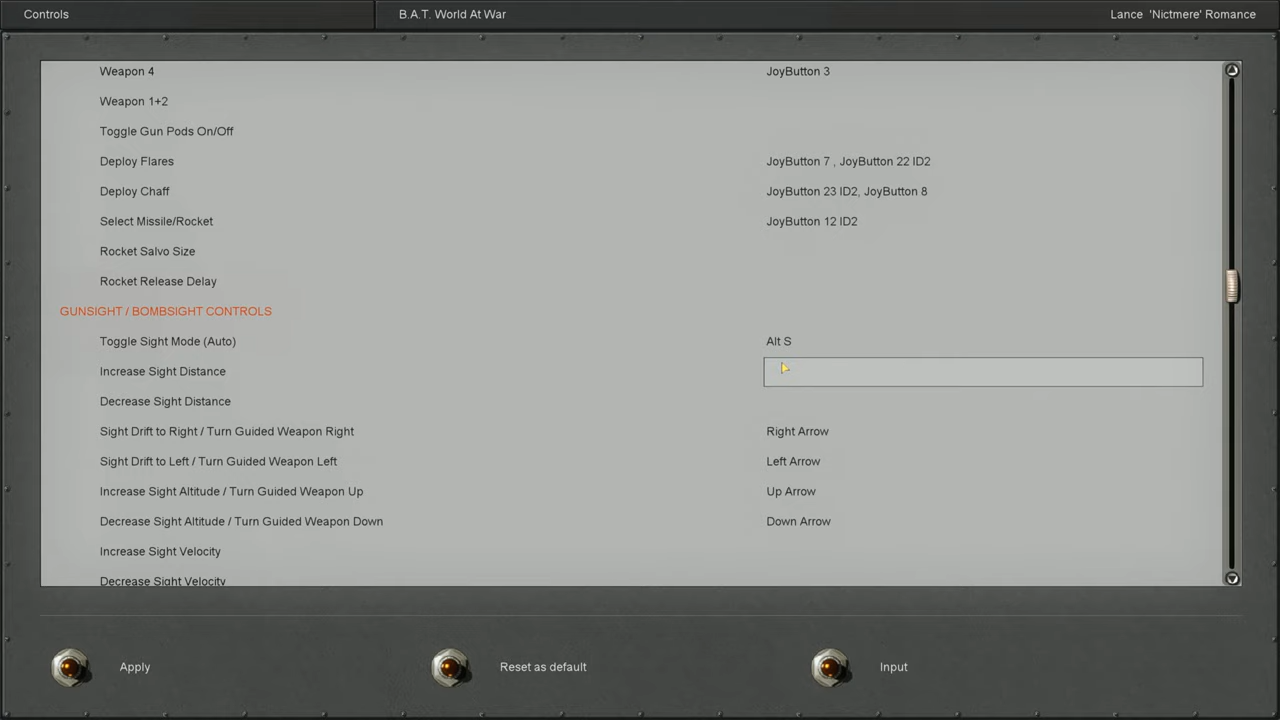 Controls B.A.T. World At War Lance 'Nictmere' Romance
Weapon 4 JoyButton 3
Weapon 1+2
Toggle Gun Pods On/Off
Deploy Flares JoyButton 7 , JoyButton 22 ID2
Deploy Chaff JoyButton 23 ID2, JoyButton 8
Select Missile/Rocket JoyButton 12 ID2
Rocket Salvo Size
Rocket Release Delay
GUNSIGHT / BOMBSIGHT CONTROLS
Toggle Sight Mode (Auto) Alt S
Increase Sight Distance
Decrease Sight Distance
Sight Drift to Right / Turn Guided Weapon Right Right Arrow
Sight Drift to Left / Turn Guided Weapon Left Left Arrow
Increase Sight Altitude / Turn Guided Weapon Up Up Arrow
Decrease Sight Altitude / Turn Guided Weapon Down Down Arrow
Increase Sight Velocity
Decrease Sight Velocity
Apply Reset as default Input